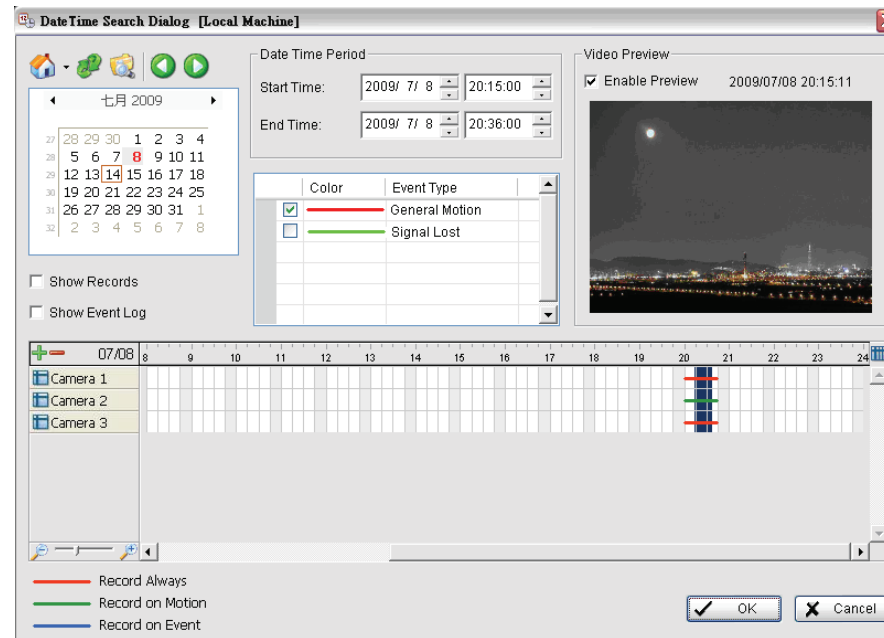 DateTime Search Dialog [Local Machine]
七月 2009
27 28 29 30 1 2 3 4
28 5 6 7 8 9 10 11
29 12 13 14 15 16 17 18
30 19 20 21 22 23 24 25
31 26 27 28 29 30 31 1
32 2 3 4 5 6 7 8
Show Records
Show Event Log
Date Time Period
Start Time: 2009/ 7/ 8 20:15:00
End Time: 2009/ 7/ 8 20:36:00
Color Event Type
General Motion
Signal Lost
Video Preview
Enable Preview 2009/07/08 20:15:11
07/08 8 9 10 11 12 13 14 15 16 17 18 19 20 21 22 23 24
Camera 1
Camera 2
Camera 3
Record Always
Record on Motion
Record on Event
OK Cancel